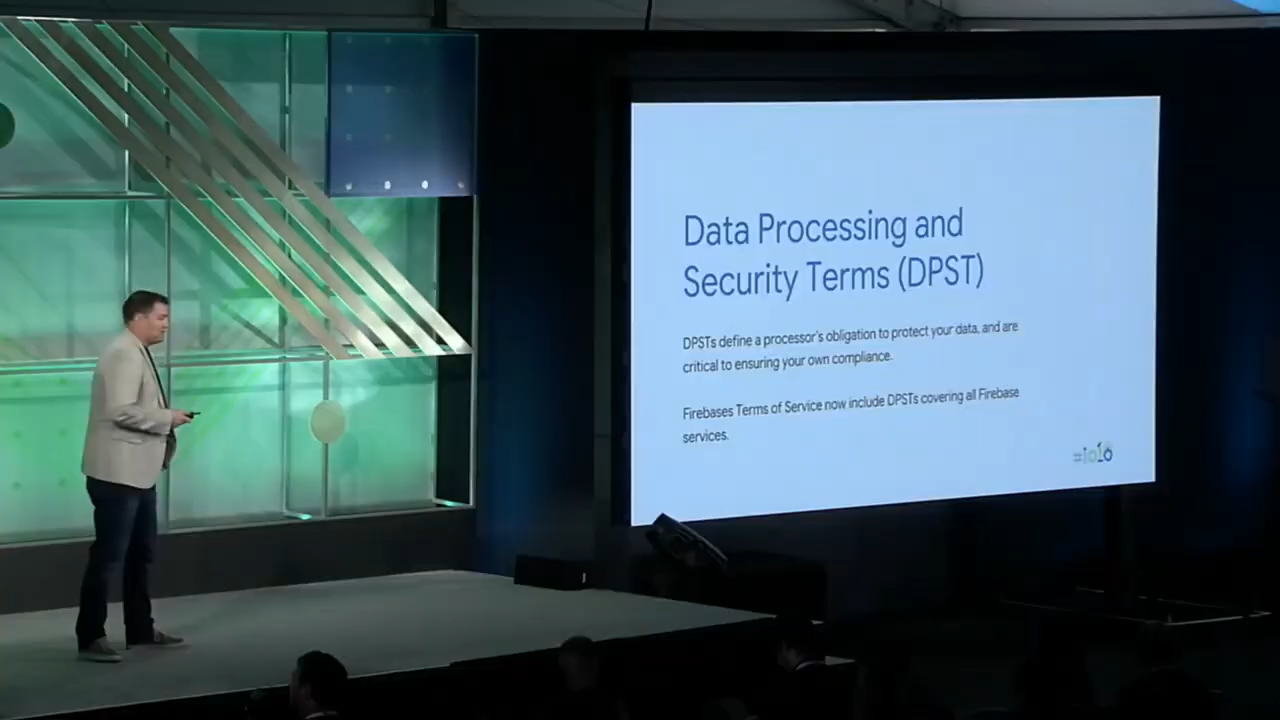 Data Processing and
Security Terms (DPST)
DPSTs define a processor's obligation to protect your data, and are
critical to ensuring your own compliance.
Firebases Terms of Service now include DPSTs covering all Firebase
services.
#io18